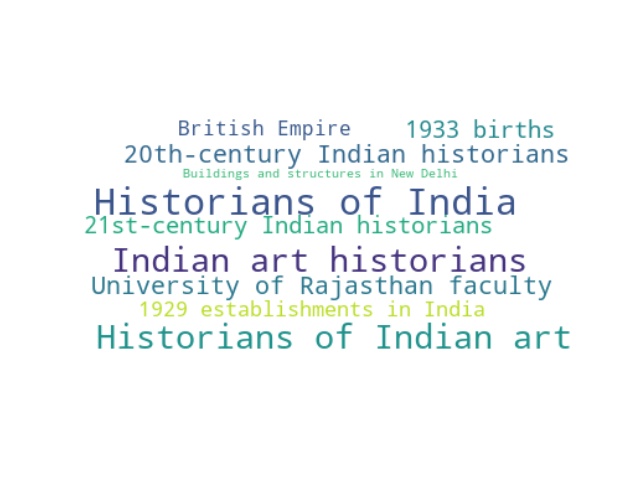 British Empire 1933 births
20th-century Indian historians
Buildings and structures in New Delhi
Historians of India
21st-century Indian historians
Indian art historians
University of Rajasthan faculty
1929 establishments in India
Historians of Indian art